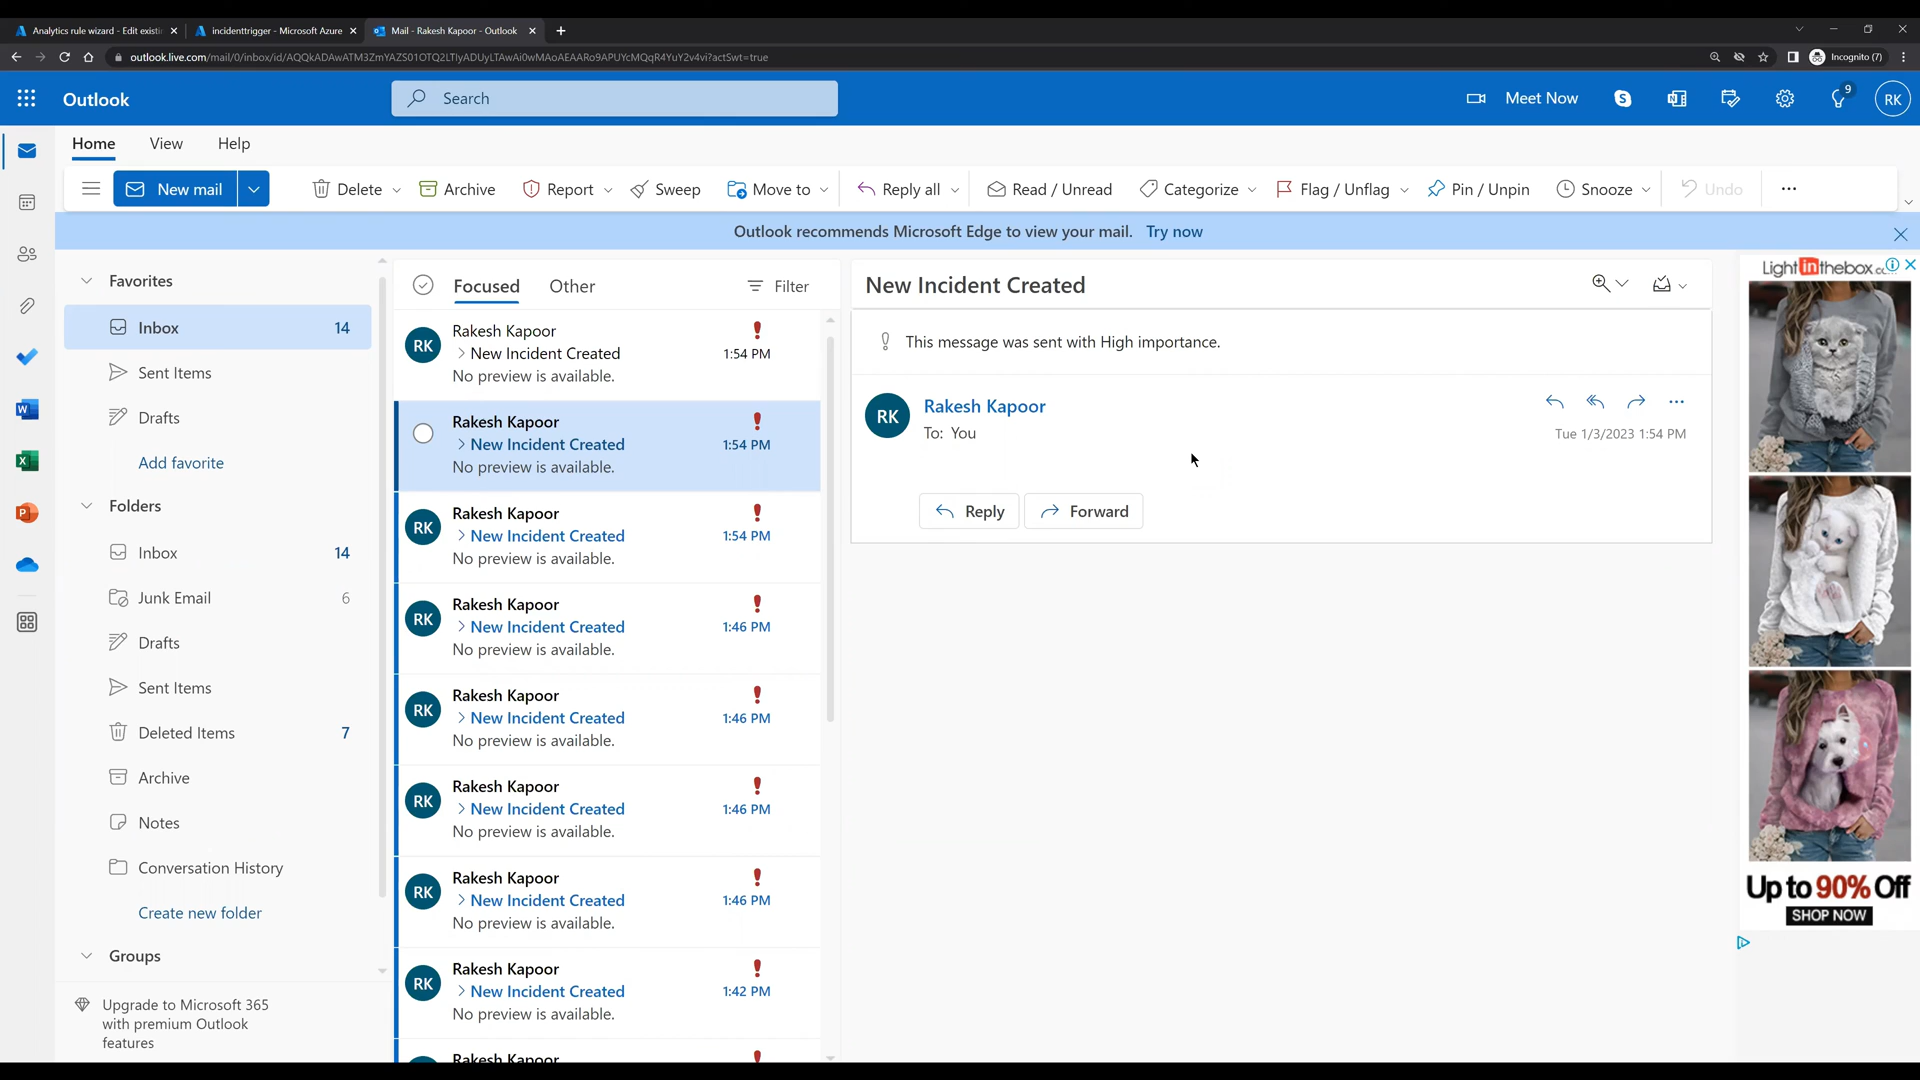 Analytics rule wizard - Edit existi
incidenttrigger - Microsoft Azure
Mail - Rakesh Kapoor - Outlook
outlook.live.com/mail/0/inbox/id/AQQkADAwATM3ZmYAZS01OTQ2LTIyADUyLTAwAi0wMAoAEAARo9APUYcMQqR4YuY2v4vi?actSwt=true
Incognito (7)
Outlook
Search
Meet Now
9
RK
Home View Help
New mail
Delete
Archive
Report
Sweep
Move to
Reply all
Read / Unread
Categorize
Flag / Unflag
Pin / Unpin
Snooze
Undo
Outlook recommends Microsoft Edge to view your mail. Try now
Favorites
Inbox 14
Sent Items
Drafts
Add favorite
Folders
Inbox 14
Junk Email 6
Drafts
Sent Items
Deleted Items 7
Archive
Notes
Conversation History
Create new folder
Groups
Upgrade to Microsoft 365
with premium Outlook
features
Focused Other Filter
RK
Rakesh Kapoor
New Incident Created 1:54 PM
No preview is available.
Rakesh Kapoor
New Incident Created 1:54 PM
No preview is available.
RK
Rakesh Kapoor
New Incident Created 1:54 PM
No preview is available.
RK
Rakesh Kapoor
New Incident Created 1:46 PM
No preview is available.
RK
Rakesh Kapoor
New Incident Created 1:46 PM
No preview is available.
RK
Rakesh Kapoor
New Incident Created 1:46 PM
No preview is available.
RK
Rakesh Kapoor
New Incident Created 1:46 PM
No preview is available.
RK
Rakesh Kapoor
New Incident Created 1:42 PM
No preview is available.
Rakesh Kapoor
New Incident Created
This message was sent with High importance.
RK
Rakesh Kapoor
To: You
Tue 1/3/2023 1:54 PM
Reply
Forward
Lightinthebox.c
Up to 90% Off
SHOP NOW